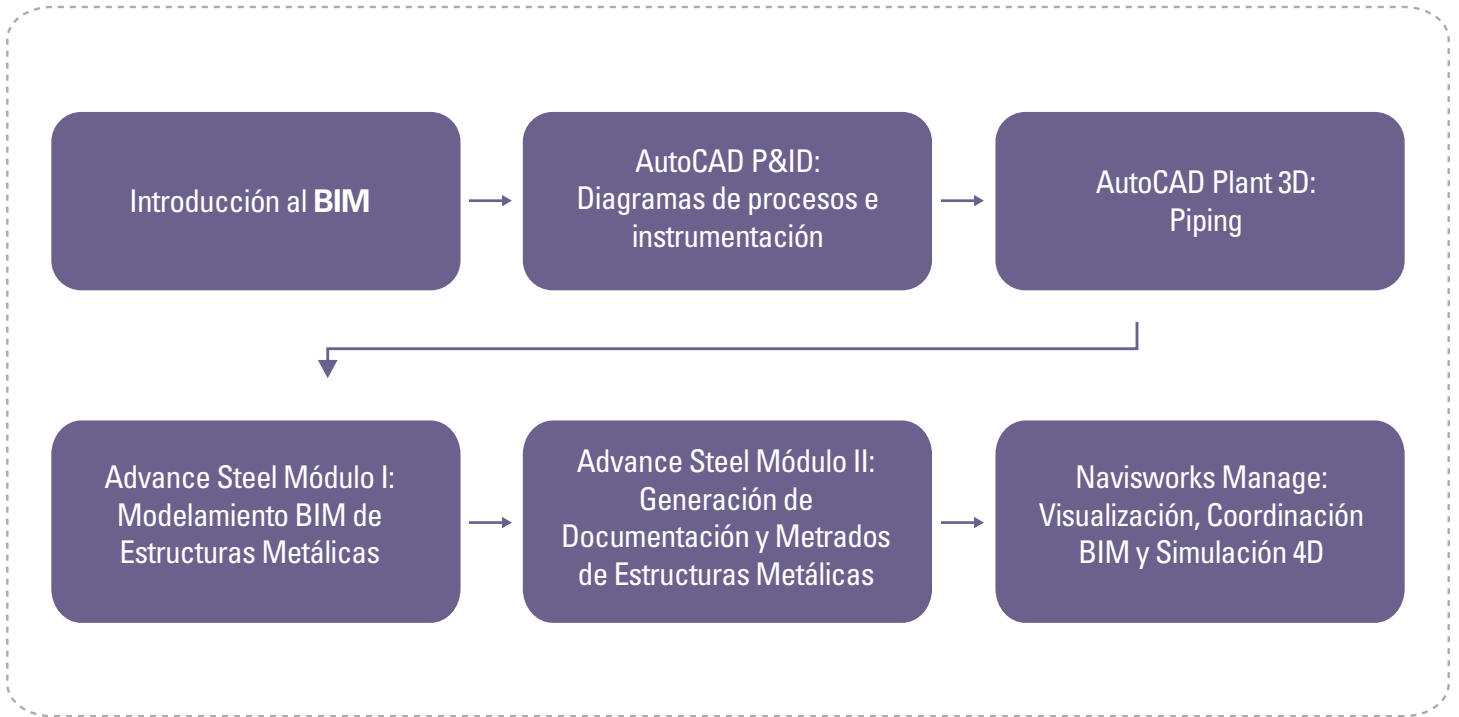 Introducción al BIM
AutoCAD P&ID:
Diagramas de procesos e
instrumentación
AutoCAD Plant 3D:
Piping
Advance Steel Módulo I:
Modelamiento BIM de
Estructuras Metálicas
Advance Steel Módulo II:
Generación de
Documentación y Metrados
de Estructuras Metálicas
Navisworks Manage:
Visualización, Coordinación
BIM y Simulación 4D